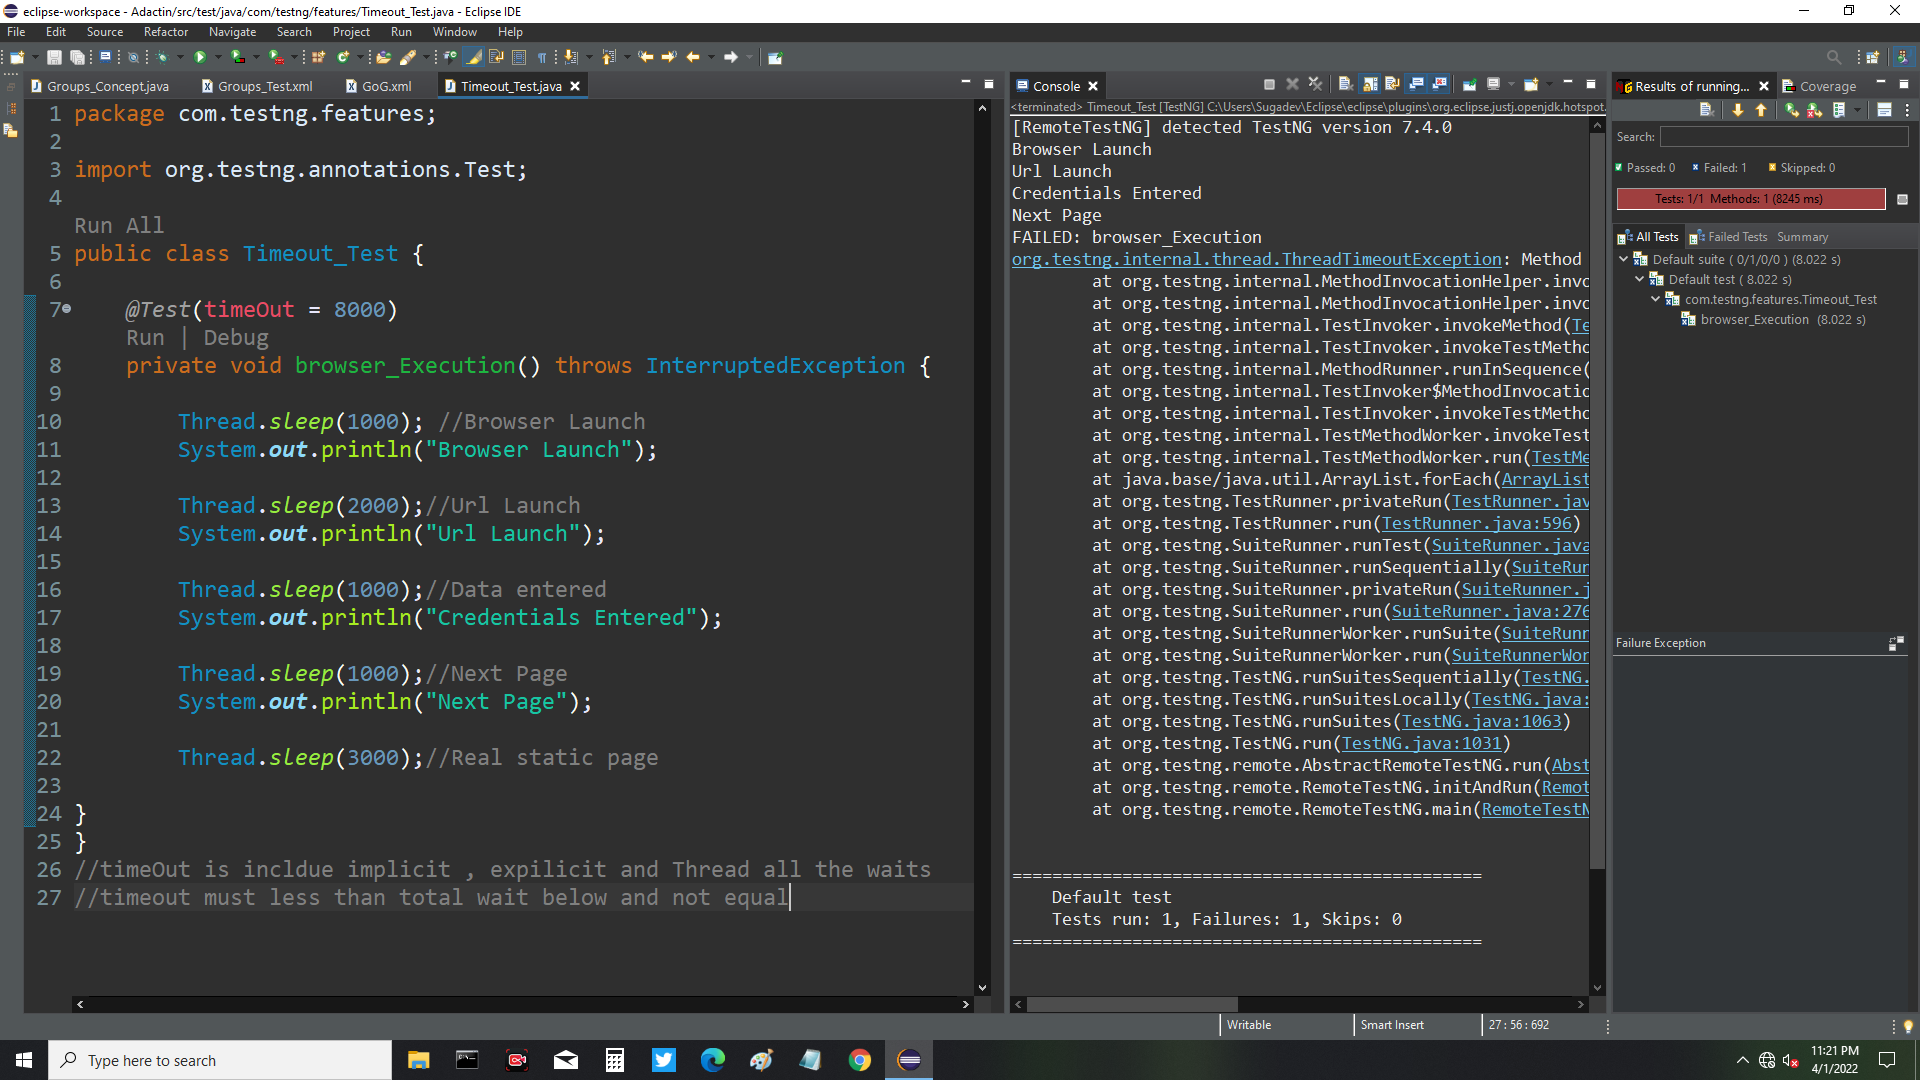 eclipse-workspace - Adactin/src/test/java/com/testng/features/Timeout_Test.java - Eclipse IDE
File Edit Source Refactor Navigate Search Project Run Window Help
Groups_Concept.java Groups_Test.xml GoG.xml Timeout_Test.java
1 package com.testng.features;
2
3 import org.testng.annotations.Test;
4
Run All
5 public class Timeout_Test {
6
7 @Test(timeOut = 8000)
Run | Debug
8 private void browser_Execution() throws InterruptedException {
9
10 Thread.sleep(1000); //Browser Launch
11 System.out.println("Browser Launch");
12
13 Thread.sleep(2000);//Url Launch
14 System.out.println("Url Launch");
15
16 Thread.sleep(1000);//Data entered
17 System.out.println("Credentials Entered");
18
19 Thread.sleep(1000);//Next Page
20 System.out.println("Next Page");
21
22 Thread.sleep(3000);//Real static page
23
24 }
25 }
26 //timeOut is incldue implicit , expilicit and Thread all the waits
27 //timeout must less than total wait below and not equal
Console
<terminated> Timeout_Test [TestNG] C:\Users\Sugadev\Eclipse\eclipse\plugins\org.eclipse.justj.openjdk.hotspot.
[RemoteTestNG] detected TestNG version 7.4.0
Browser Launch
Url Launch
Credentials Entered
Next Page
FAILED: browser_Execution
org.testng.internal.thread.ThreadTimeoutException: Method
at org.testng.internal.MethodInvocationHelper.invo
at org.testng.internal.MethodInvocationHelper.invo
at org.testng.internal.TestInvoker.invokeMethod(Te
at org.testng.internal.TestInvoker.invokeTestMetho
at org.testng.internal.MethodRunner.runInSequence(
at org.testng.internal.TestInvoker$MethodInvocatio
at org.testng.internal.TestInvoker.invokeTestMetho
at org.testng.internal.TestMethodWorker.invokeTest
at org.testng.internal.TestMethodWorker.run(TestMe
at java.base/java.util.ArrayList.forEach(ArrayList
at org.testng.TestRunner.privateRun(TestRunner.jav
at org.testng.TestRunner.run(TestRunner.java:596)
at org.testng.SuiteRunner.runTest(SuiteRunner.java
at org.testng.SuiteRunner.runSequentially(SuiteRun
at org.testng.SuiteRunner.privateRun(SuiteRunner.j
at org.testng.SuiteRunner.run(SuiteRunner.java:276
at org.testng.SuiteRunnerWorker.runSuite(SuiteRunn
at org.testng.SuiteRunnerWorker.run(SuiteRunnerWor
at org.testng.TestNG.runSuitesSequentially(TestNG.
at org.testng.TestNG.runSuitesLocally(TestNG.java:
at org.testng.TestNG.runSuites(TestNG.java:1063)
at org.testng.TestNG.run(TestNG.java:1031)
at org.testng.remote.AbstractRemoteTestNG.run(Abst
at org.testng.remote.RemoteTestNG.initAndRun(Remot
at org.testng.remote.RemoteTestNG.main(RemoteTestN
===============================================
Default test
Tests run: 1, Failures: 1, Skips: 0
===============================================
Results of running... Coverage
Search:
Passed: 0 Failed: 1 Skipped: 0
Tests: 1/1 Methods: 1 (8245 ms)
All Tests Failed Tests Summary
Default suite ( 0/1/0/0 ) (8.022 s)
Default test ( 8.022 s)
com.testng.features.Timeout_Test
browser_Execution (8.022 s)
Failure Exception
Writable Smart Insert 27 : 56 : 692
Type here to search
11:21 PM
4/1/2022